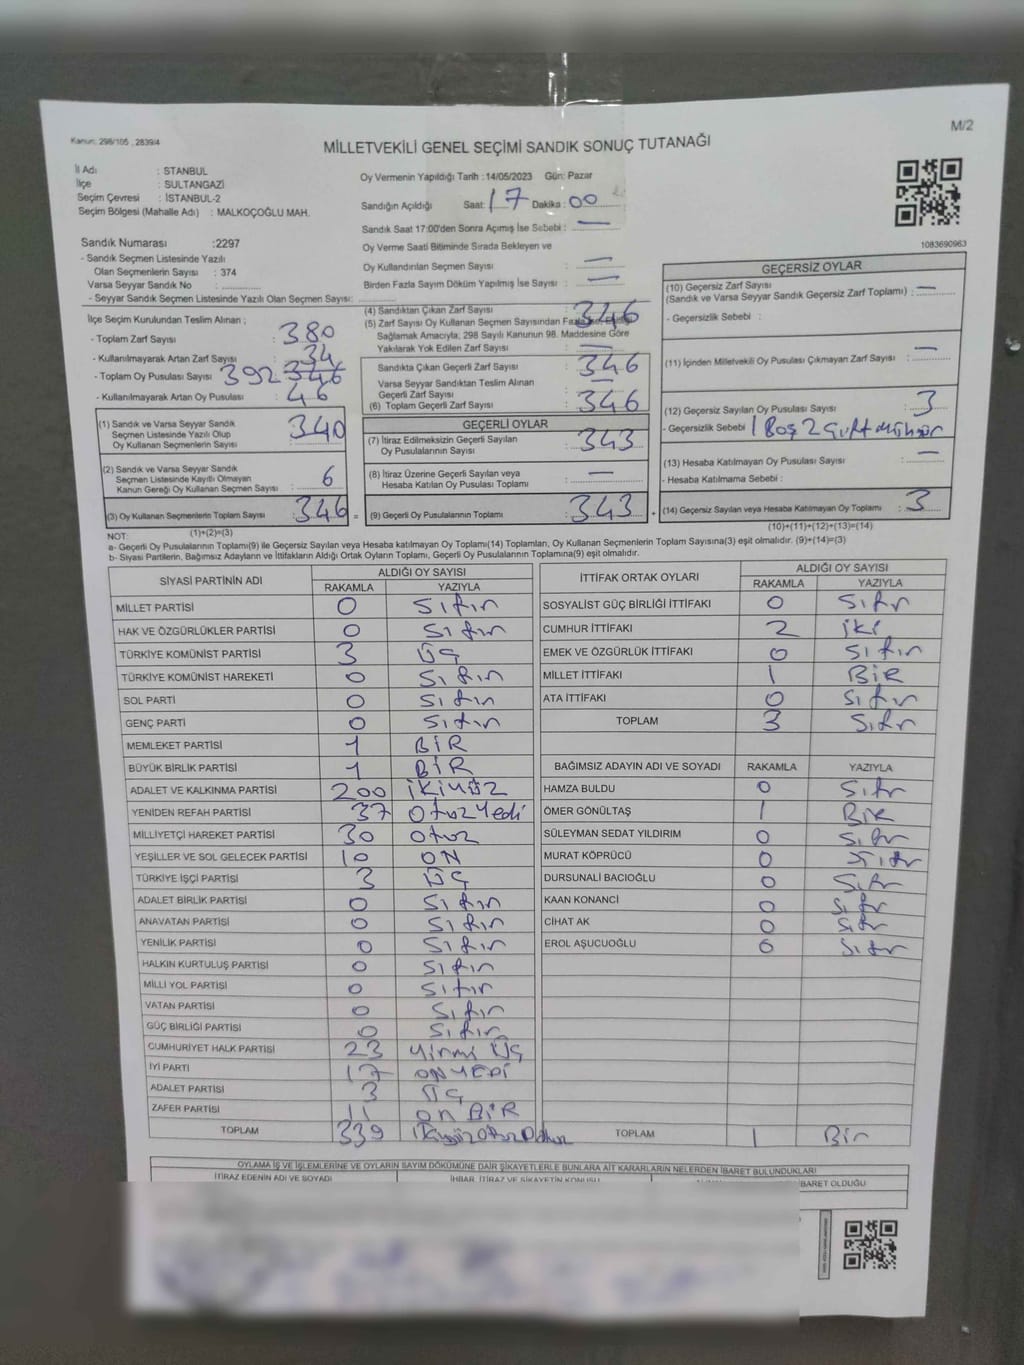 Kanun: 298/105 , 2839/4
M/2
MİLLETVEKİLİ GENEL SEÇİMİ SANDIK SONUÇ TUTANAĞI
İl Adı : STANBUL
İlçe : SULTANGAZİ
Seçim Çevresi : İSTANBUL-2
Seçim Bölgesi (Mahalle Adı) : MALKOÇOĞLU MAH.
Oy Vermenin Yapıldığı Tarih :14/05/2023 Gün: Pazar
Sandığın Açıldığı Saat: 17 Dakika: 00
Sandık Saat 17:00'den Sonra Açımış İse Sebebi : —
Oy Verme Saati Bitiminde Sırada Bekleyen ve
Oy Kullandırılan Seçmen Sayısı : —
Birden Fazla Sayım Döküm Yapılmış İse Sayısı : —
1083690963
Sandık Numarası :2297
- Sandık Seçmen Listesinde Yazılı
Olan Seçmenlerin Sayısı : 374
Varsa Seyyar Sandık No :
- Seyyar Sandık Seçmen Listesinde Yazılı Olan Seçmen Sayısı:
İlçe Seçim Kurulundan Teslim Alınan ;
- Toplam Zarf Sayısı : 380
- Kullanılmayarak Artan Zarf Sayısı : 34
- Toplam Oy Pusulası Sayısı 392 346
- Kullanılmayarak Artan Oy Pusulası : 46
(1) Sandık ve Varsa Seyyar Sandık
Seçmen Listesinde Yazılı Olup
Oy Kullanan Seçmenlerin Sayısı 340
(2) Sandık ve Varsa Seyyar Sandık
Seçmen Listesinde Kayıtlı Olmayan
Kanun Gereği Oy Kullanan Seçmen Sayısı : 6
(3) Oy Kullanan Seçmenlerin Toplam Sayısı 346
(4) Sandıktan Çıkan Zarf Sayısı : 346
(5) Zarf Sayısı Oy Kullanan Seçmen Sayısından Fazla ise, Eşitliği
Sağlamak Amacıyla; 298 Sayılı Kanunun 98. Maddesine Göre
Yakılarak Yok Edilen Zarf Sayısı : —
Sandıkta Çıkan Geçerli Zarf Sayısı : 346
Varsa Seyyar Sandıktan Teslim Alınan
Geçerli Zarf Sayısı : —
(6) Toplam Geçerli Zarf Sayısı : 346
GEÇERLİ OYLAR
(7) İtiraz Edilmeksizin Geçerli Sayılan
Oy Pusulalarının Sayısı : 343
(8) İtiraz Üzerine Geçerli Sayılan veya
Hesaba Katılan Oy Pusulası Toplamı : —
= (9) Geçerli Oy Pusulalarının Toplamı : 343 +
GEÇERSİZ OYLAR
(10) Geçersiz Zarf Sayısı
(Sandık ve Varsa Seyyar Sandık Geçersiz Zarf Toplamı) : —
- Geçersizlik Sebebi :
(11) İçinden Milletvekili Oy Pusulası Çıkmayan Zarf Sayısı : —
(12) Geçersiz Sayılan Oy Pusulası Sayısı : 3
- Geçersizlik Sebebi 1 Boş 2 çift mühür
(13) Hesaba Katılmayan Oy Pusulası Sayısı : —
- Hesaba Katılmama Sebebi :
(14) Geçersiz Sayılan veya Hesaba Katılmayan Oy Toplamı : 3
NOT: (1)+(2)=(3)
(10)+(11)+(12)+(13)=(14)
a- Geçerli Oy Pusulalarının Toplamı(9) ile Geçersiz Sayılan veya Hesaba katılmayan Oy Toplamı(14) Toplamları, Oy Kullanan Seçmenlerin Toplam Sayısına(3) eşit olmalıdır. (9)+(14)=(3)
b- Siyasi Partilerin, Bağımsız Adayların ve İttifakların Aldığı Ortak Oyların Toplamı, Geçerli Oy Pusulalarının Toplamına(9) eşit olmalıdır.
SİYASİ PARTİNİN ADI ALDIĞI OY SAYISI
RAKAMLA YAZIYLA
MİLLET PARTİSİ 0 Sıfır
HAK VE ÖZGÜRLÜKLER PARTİSİ 0 Sıfır
TÜRKİYE KOMÜNİST PARTİSİ 3 ÜÇ
TÜRKİYE KOMÜNİST HAREKETİ 0 Sıfır
SOL PARTİ 0 Sıfır
GENÇ PARTİ 0 Sıfır
MEMLEKET PARTİSİ 1 BİR
BÜYÜK BİRLİK PARTİSİ 1 BİR
ADALET VE KALKINMA PARTİSİ 200 İKİYÜZ
YENİDEN REFAH PARTİSİ 37 Otuz Yedi
MİLLİYETÇİ HAREKET PARTİSİ 30 Otuz
YEŞİLLER VE SOL GELECEK PARTİSİ 10 ON
TÜRKİYE İŞÇİ PARTİSİ 3 ÜÇ
ADALET BİRLİK PARTİSİ 0 Sıfır
ANAVATAN PARTİSİ 0 Sıfır
YENİLİK PARTİSİ 0 Sıfır
HALKIN KURTULUŞ PARTİSİ 0 Sıfır
MİLLİ YOL PARTİSİ 0 Sıfır
VATAN PARTİSİ 0 Sıfır
GÜÇ BİRLİĞİ PARTİSİ 0 Sıfır
CUMHURİYET HALK PARTİSİ 23 Yirmi Üç
İYİ PARTİ 17 ONYEDİ
ADALET PARTİSİ 3 ÜÇ
ZAFER PARTİSİ 11 ON BİR
TOPLAM 339
İTTİFAK ORTAK OYLARI ALDIĞI OY SAYISI
RAKAMLA YAZIYLA
SOSYALİST GÜÇ BİRLİĞİ İTTİFAKI 0 Sıfır
CUMHUR İTTİFAKI 2 iki
EMEK VE ÖZGÜRLÜK İTTİFAKI 0 Sıfır
MİLLET İTTİFAKI 1 BİR
ATA İTTİFAKI 0 Sıfır
TOPLAM 3 Sıfır
BAĞIMSIZ ADAYIN ADI VE SOYADI RAKAMLA YAZIYLA
HAMZA BULDU 0 Sıfır
ÖMER GÖNÜLTAŞ 1 Bir
SÜLEYMAN SEDAT YILDIRIM 0 Sıfır
MURAT KÖPRÜCÜ 0 Sıfır
DURSUNALİ BACIOĞLU 0 Sıfır
KAAN KONANCİ 0 Sıfır
CİHAT AK 0 Sıfır
EROL AŞUCUOĞLU 0 Sıfır
TOPLAM 1 Bir
OYLAMA İŞ VE İŞLEMLERİNE VE OYLARIN SAYIM DÖKÜMÜNE DAİR ŞİKAYETLERLE BUNLARA AİT KARARLARIN NELERDEN İBARET BULUNDUKLARI
İTİRAZ EDENİN ADI VE SOYADI İHBAR, İTİRAZ VE ŞİKAYETİN KONUSU İBARET OLDUĞU